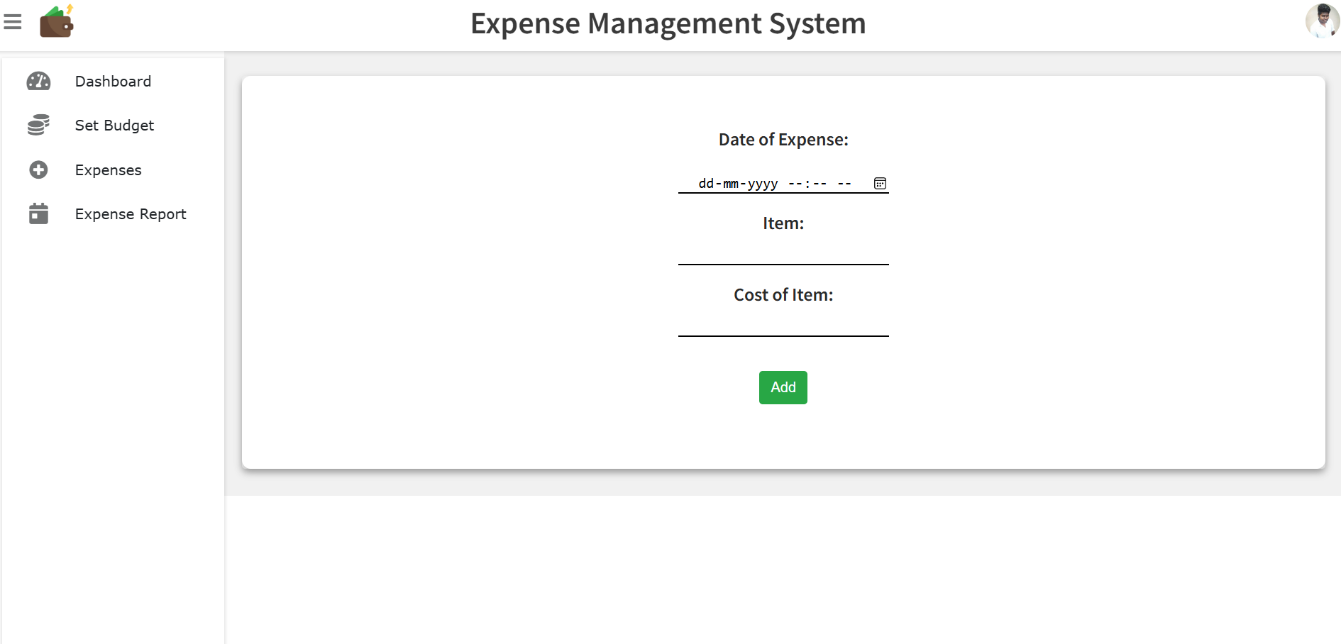 Expense Management System
Dashboard
Set Budget
Expenses
Expense Report
Date of Expense:
dd-mm-yyyy --:-- --
Item:
Cost of Item:
Add